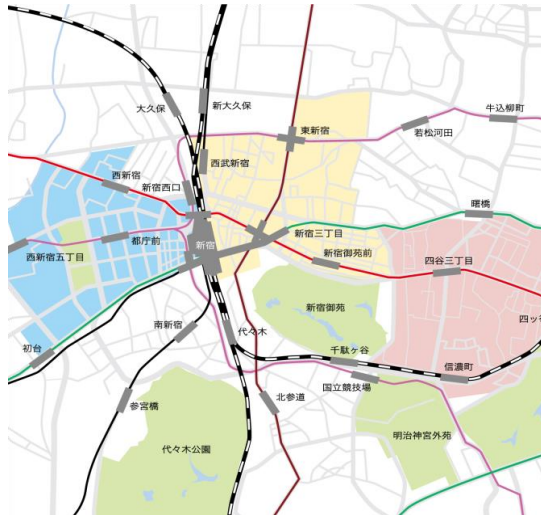 大久保
新大久保
牛込柳町
若松河田
東新宿
西武新宿
西新宿
新宿西口
曙橋
新宿三丁目
都庁前
新宿
新宿御苑前
西新宿五丁目
四谷三丁目
新宿御苑
四ッ
南新宿
代々木
初台
千駄ヶ谷
信濃町
国立競技場
北参道
参宮橋
明治神宮外苑
代々木公園